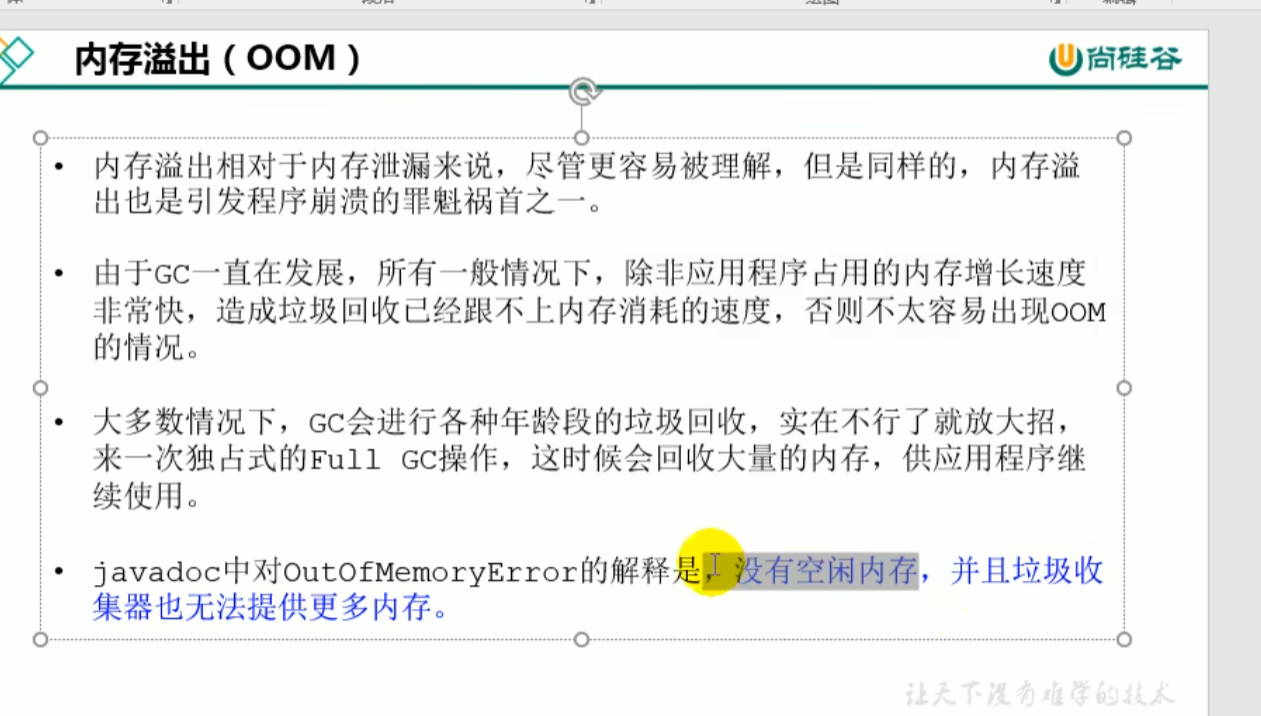 内存溢出（OOM）
尚硅谷
• 内存溢出相对于内存泄漏来说，尽管更容易被理解，但是同样的，内存溢
出也是引发程序崩溃的罪魁祸首之一。
• 由于GC一直在发展，所有一般情况下，除非应用程序占用的内存增长速度
非常快，造成垃圾回收已经跟不上内存消耗的速度，否则不太容易出现OOM
的情况。
• 大多数情况下，GC会进行各种年龄段的垃圾回收，实在不行了就放大招，
来一次独占式的Full GC操作，这时候会回收大量的内存，供应用程序继
续使用。
• javadoc中对OutOfMemoryError的解释是，没有空闲内存，并且垃圾收
集器也无法提供更多内存。
让天下没有难学的技术